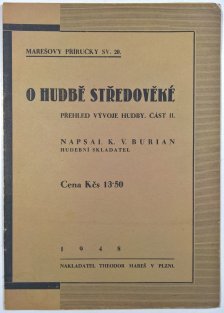 MAREŠOVY PŘÍRUČKY SV. 20.
O HUDBĚ STŘEDOVĚKÉ
PŘEHLED VÝVOJE HUDBY. ČÁST II.
NAPSAL K. V. BURIAN
HUDEBNÍ SKLADATEL
Cena Kčs 13·50
1948
NAKLADATEL THEODOR MAREŠ V PLZNI.